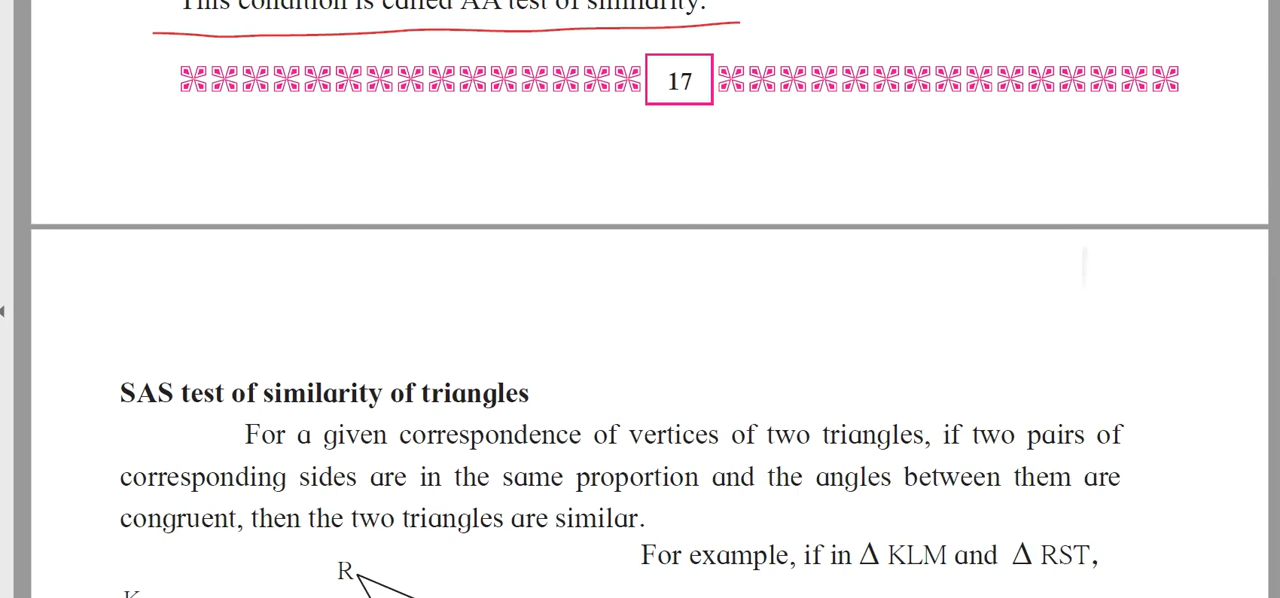 This condition is called AA test of similarity.
17
SAS test of similarity of triangles
For a given correspondence of vertices of two triangles, if two pairs of
corresponding sides are in the same proportion and the angles between them are
congruent, then the two triangles are similar.
For example, if in Δ KLM and Δ RST,
R
K